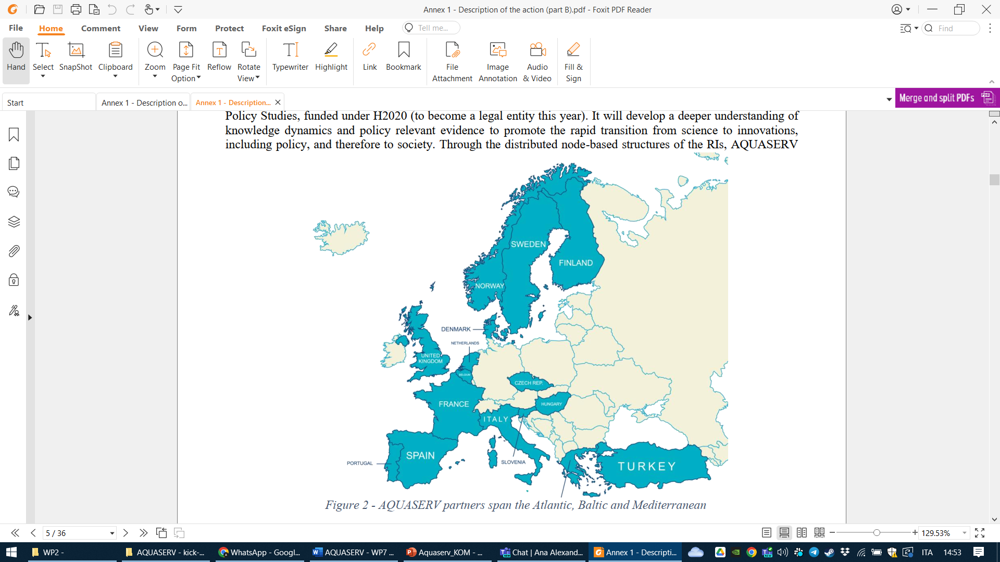 Annex 1 - Description of the action (part B).pdf - Foxit PDF Reader
File Home Comment View Form Protect Foxit eSign Share Help Tell me... Find
Hand Select SnapShot Clipboard Zoom Page Fit Option Reflow Rotate View Typewriter Highlight Link Bookmark File Attachment Image Annotation Audio & Video Fill & Sign
Start Annex 1 - Description o... Annex 1 - Description... Merge and split PDFs
Policy Studies, funded under H2020 (to become a legal entity this year). It will develop a deeper understanding of
knowledge dynamics and policy relevant evidence to promote the rapid transition from science to innovations,
including policy, and therefore to society. Through the distributed node-based structures of the RIs, AQUASERV
SWEDEN
FINLAND
NORWAY
DENMARK
NETHERLANDS
UNITED
KINGDOM
BELGIUM
CZECH REP.
FRANCE
HUNGARY
ITALY
SPAIN
PORTUGAL
SLOVENIA
TURKEY
Figure 2 - AQUASERV partners span the Atlantic, Baltic and Mediterranean
5 / 36
129.53%
WP2 - AQUASERV - kick-... WhatsApp - Googl... AQUASERV - WP7 ... Aquaserv_KOM - ... Chat | Ana Alexand... Annex 1 - Descripti... ITA 14:53